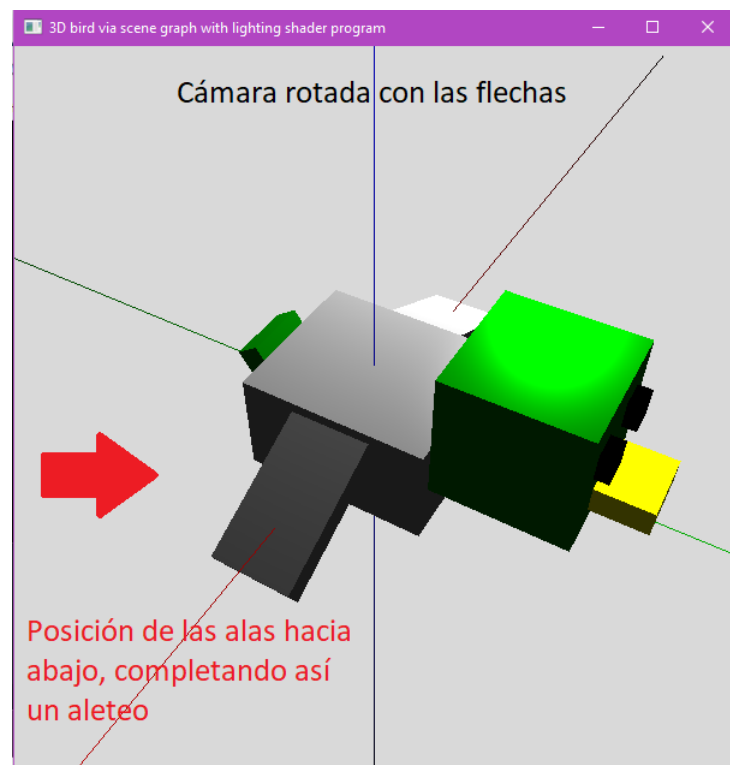 3D bird via scene graph with lighting shader program
Cámara rotada con las flechas
Posición de las alas hacia
abajo, completando así
un aleteo